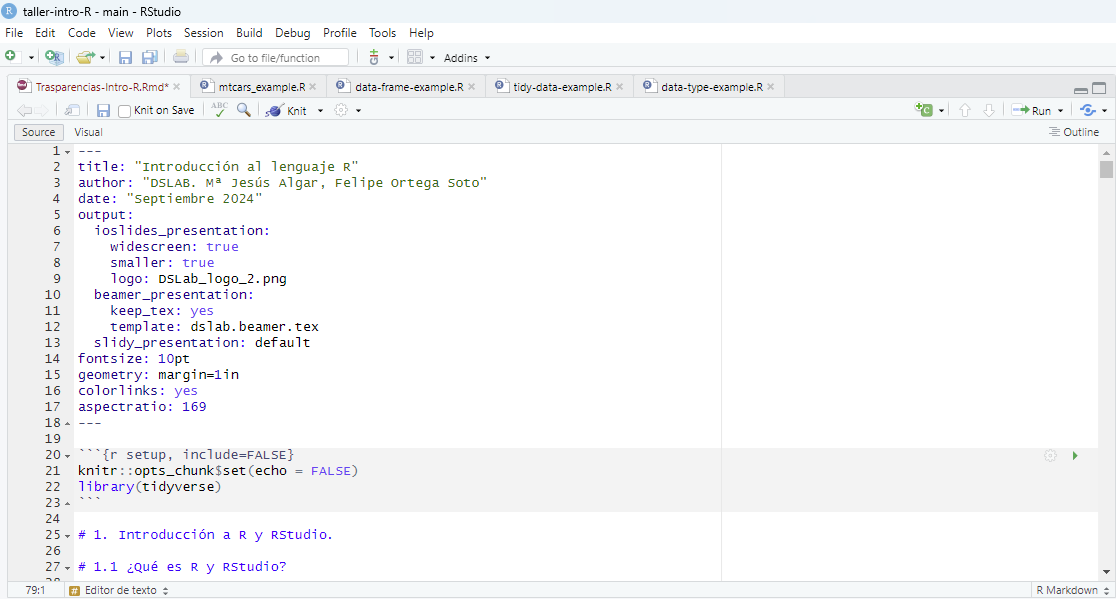 taller-intro-R - main - RStudio
File Edit Code View Plots Session Build Debug Profile Tools Help
Go to file/function Addins
Trasparencias-Intro-R.Rmd* mtcars_example.R data-frame-example.R tidy-data-example.R data-type-example.R
Knit on Save ABC Knit Run
Source Visual Outline
1 ---
2 title: "Introducción al lenguaje R"
3 author: "DSLAB. Mª Jesús Algar, Felipe Ortega Soto"
4 date: "Septiembre 2024"
5 output:
6 ioslides_presentation:
7 widescreen: true
8 smaller: true
9 logo: DSLab_logo_2.png
10 beamer_presentation:
11 keep_tex: yes
12 template: dslab.beamer.tex
13 slidy_presentation: default
14 fontsize: 10pt
15 geometry: margin=1in
16 colorlinks: yes
17 aspectratio: 169
18 ---
19
20 ```{r setup, include=FALSE}
21 knitr::opts_chunk$set(echo = FALSE)
22 library(tidyverse)
23 ```
24
25 # 1. Introducción a R y RStudio.
26
27 # 1.1 ¿Qué es R y RStudio?
28
79:1 # Editor de texto R Markdown